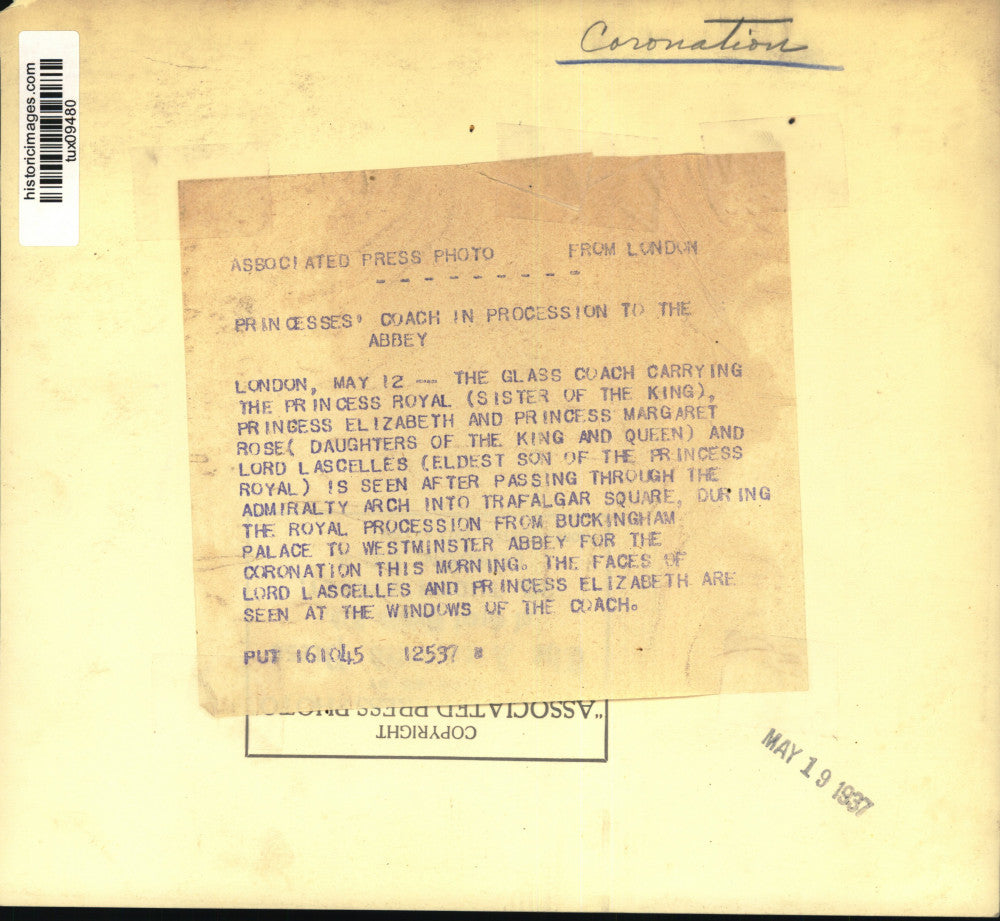 Coronation
historicimages.com
tux09480
ASSOCIATED PRESS PHOTO FROM LONDON
- - - - - - - - -
PRINCESSES' COACH IN PROCESSION TO THE
ABBEY
LONDON, MAY 12 -- THE GLASS COACH CARRYING
THE PRINCESS ROYAL (SISTER OF THE KING),
PRINCESS ELIZABETH AND PRINCESS MARGARET
ROSE( DAUGHTERS OF THE KING AND QUEEN) AND
LORD LASCELLES (ELDEST SON OF THE PRINCESS
ROYAL) IS SEEN AFTER PASSING THROUGH THE
ADMIRALTY ARCH INTO TRAFALGAR SQUARE, DURING
THE ROYAL PROCESSION FROM BUCKINGHAM
PALACE TO WESTMINSTER ABBEY FOR THE
CORONATION THIS MORNING. THE FACES OF
LORD LASCELLES AND PRINCESS ELIZABETH ARE
SEEN AT THE WINDOWS OF THE COACH.
PUT 161045 12537
"ASSOCIATED PRESS PHOTO
COPYRIGHT
MAY 19 1937